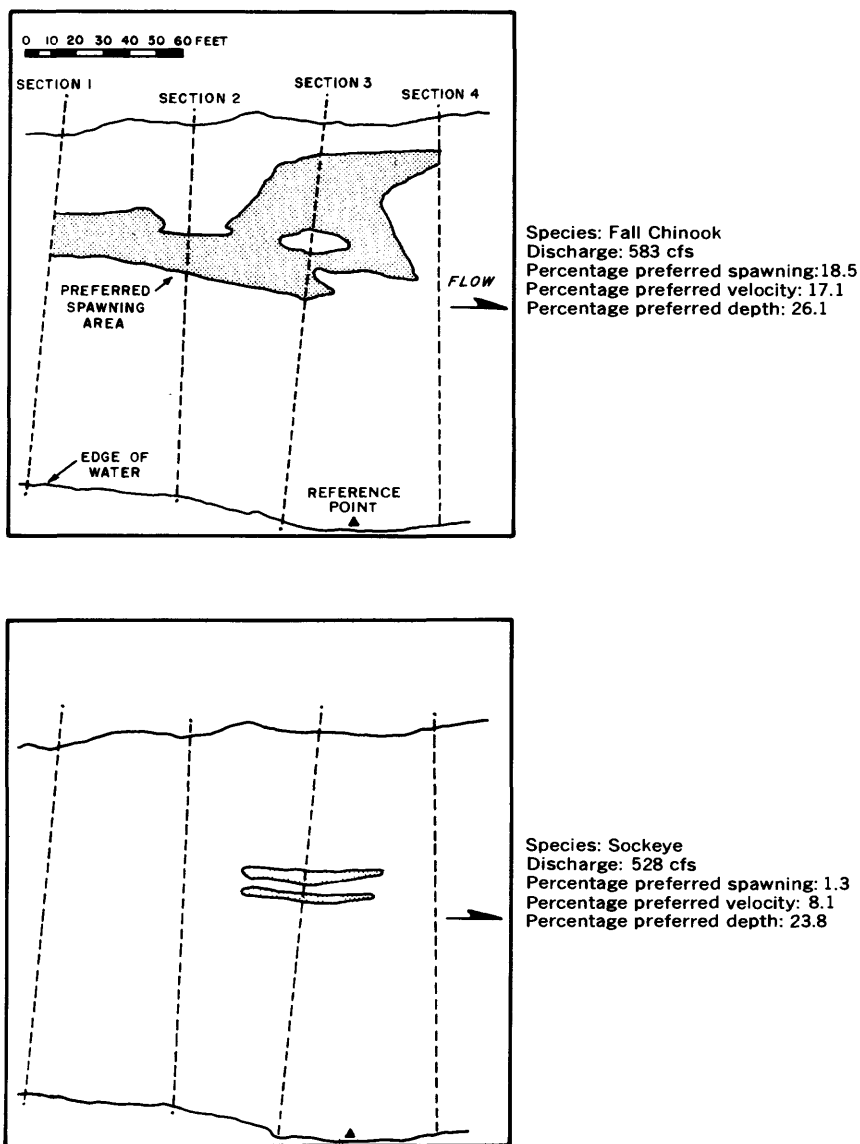 0 10 20 30 40 50 60 FEET
SECTION 1
SECTION 2
SECTION 3
SECTION 4
PREFERRED
SPAWNING
AREA
FLOW
EDGE OF
WATER
REFERENCE
POINT
Species: Fall Chinook
Discharge: 583 cfs
Percentage preferred spawning:18.5
Percentage preferred velocity: 17.1
Percentage preferred depth: 26.1
Species: Sockeye
Discharge: 528 cfs
Percentage preferred spawning: 1.3
Percentage preferred velocity: 8.1
Percentage preferred depth: 23.8